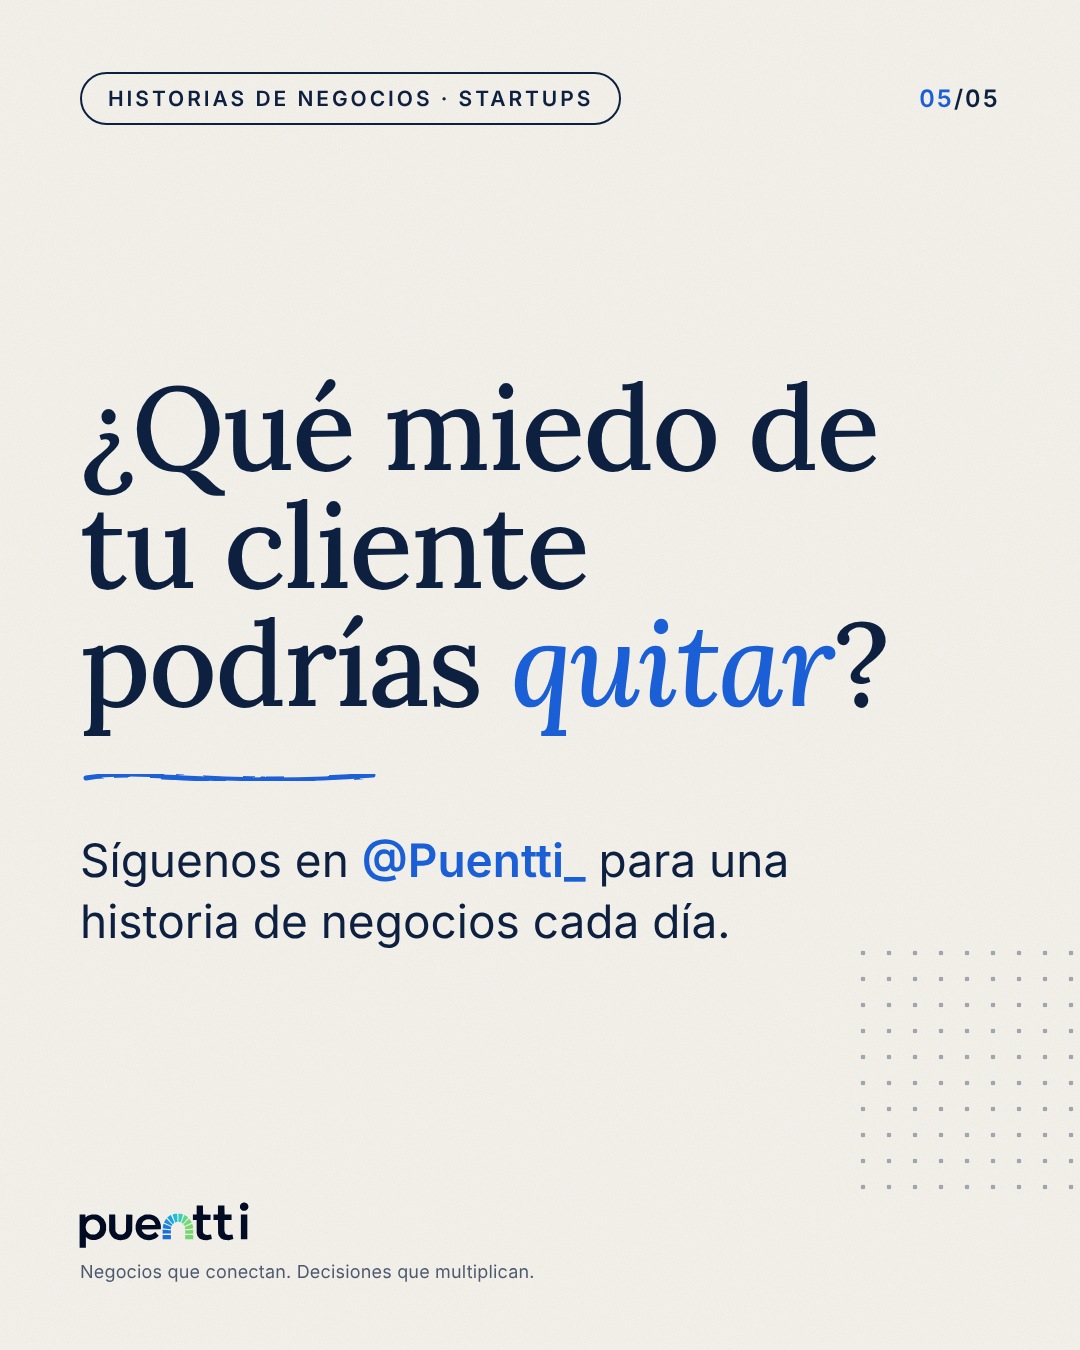 HISTORIAS DE NEGOCIOS · STARTUPS
05/05
¿Qué miedo de
tu cliente
podrías quitar?
Síguenos en @Puentti_ para una
historia de negocios cada día.
puentti
Negocios que conectan. Decisiones que multiplican.